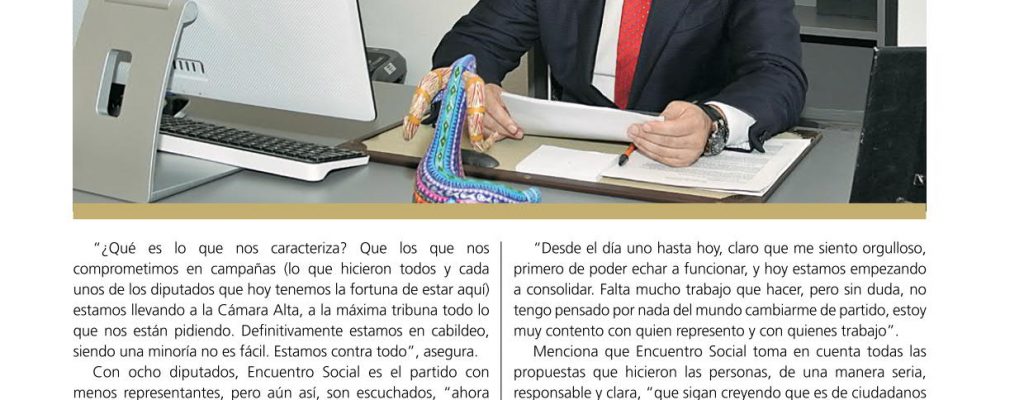 “¿Qué es lo que nos caracteriza? Que los que nos
comprometimos en campañas (lo que hicieron todos y cada
unos de los diputados que hoy tenemos la fortuna de estar aquí)
estamos llevando a la Cámara Alta, a la máxima tribuna todo lo
que nos están pidiendo. Definitivamente estamos en cabildeo,
siendo una minoría no es fácil. Estamos contra todo”, asegura.
Con ocho diputados, Encuentro Social es el partido con
menos representantes, pero aún así, son escuchados, “ahora
“Desde el día uno hasta hoy, claro que me siento orgulloso,
primero de poder echar a funcionar, y hoy estamos empezando
a consolidar. Falta mucho trabajo que hacer, pero sin duda, no
tengo pensado por nada del mundo cambiarme de partido, estoy
muy contento con quien represento y con quienes trabajo”.
Menciona que Encuentro Social toma en cuenta todas las
propuestas que hicieron las personas, de una manera seria,
responsable y clara, “que sigan creyendo que es de ciudadanos